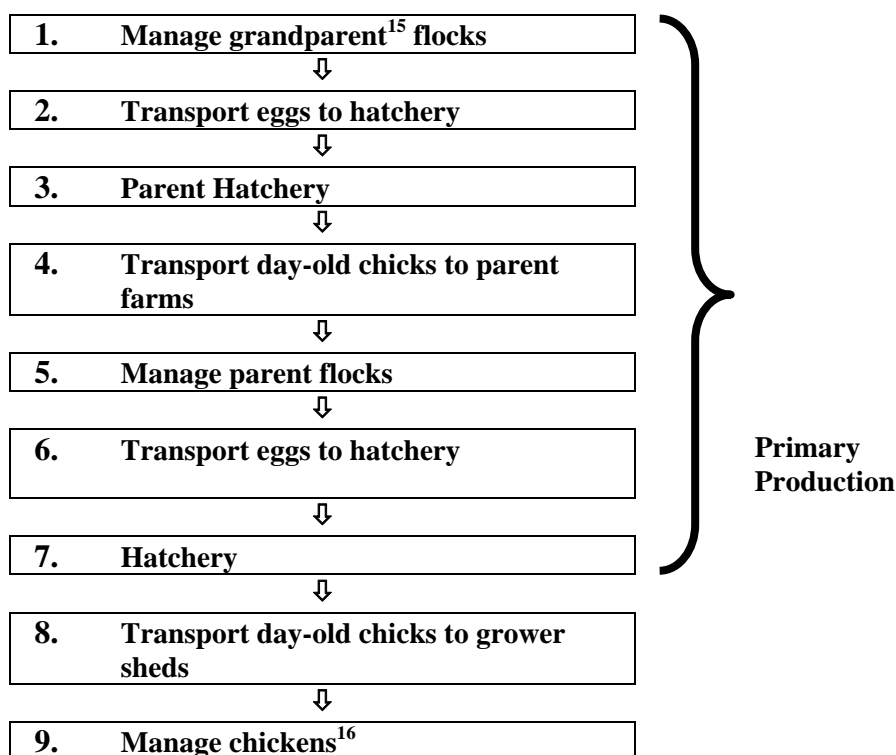 1. Manage grandparent15 flocks
2. Transport eggs to hatchery
3. Parent Hatchery
4. Transport day-old chicks to parent
farms
5. Manage parent flocks
6. Transport eggs to hatchery
Primary
Production
7. Hatchery
8. Transport day-old chicks to grower
sheds
9. Manage chickens16